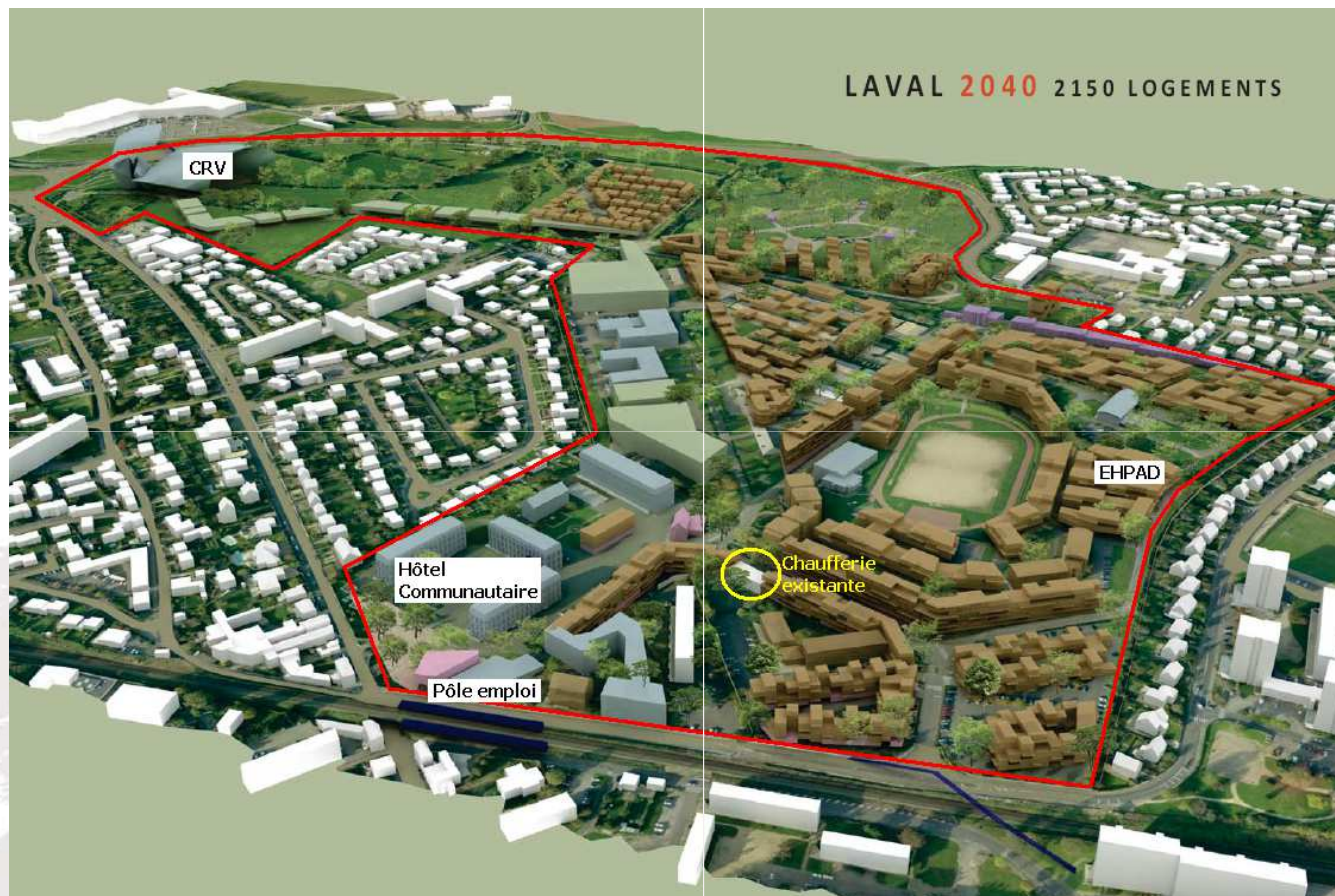 LAVAL 2040 2150 LOGEMENTS
CRV
EHPAD
Chaufferie
existante
Hôtel
Communautaire
Pôle emploi